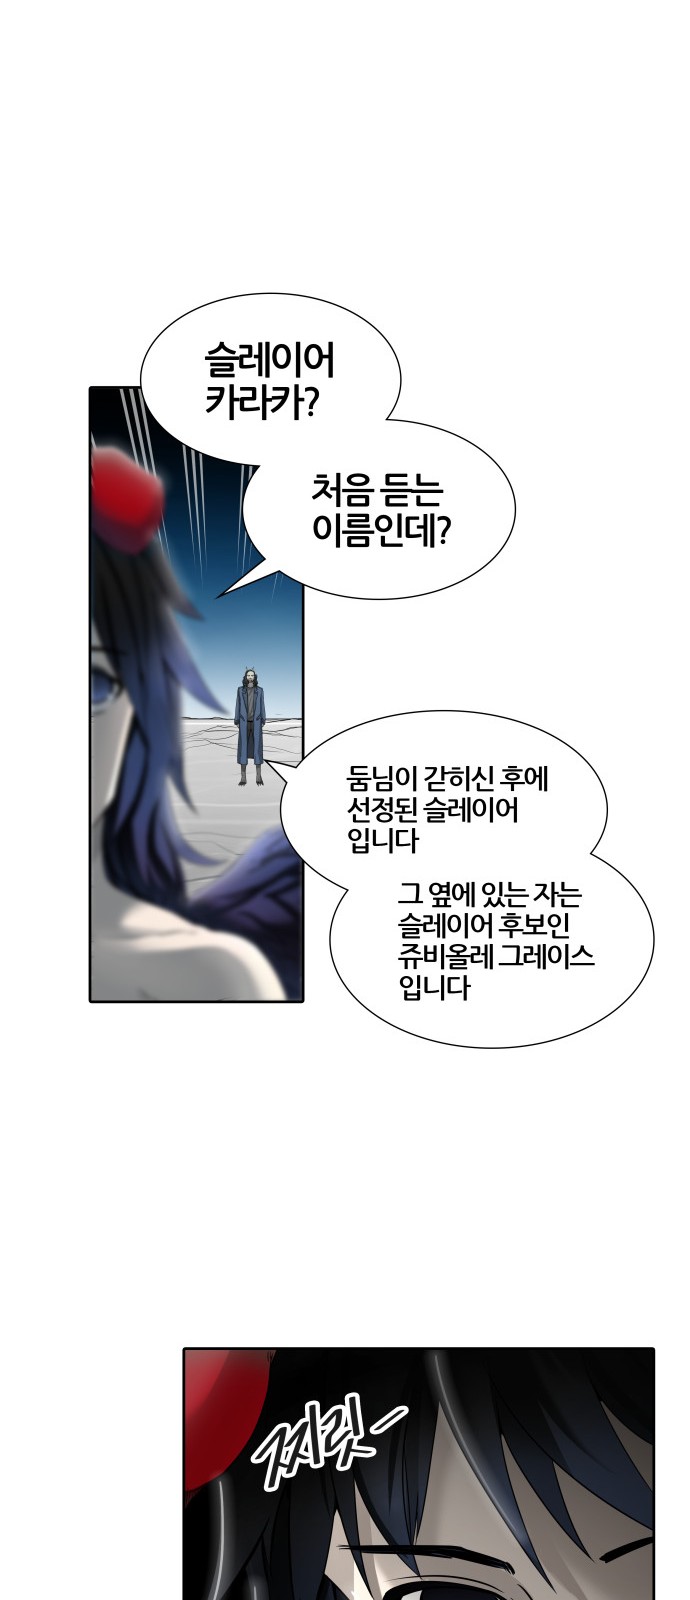 슬레이어
카라카?
처음 듣는
이름인데?
둠님이 갇히신 후에
선정된 슬레이어
입니다
그 옆에 있는 자는
슬레이어 후보인
쥬비올레 그레이스
입니다
찌릿-